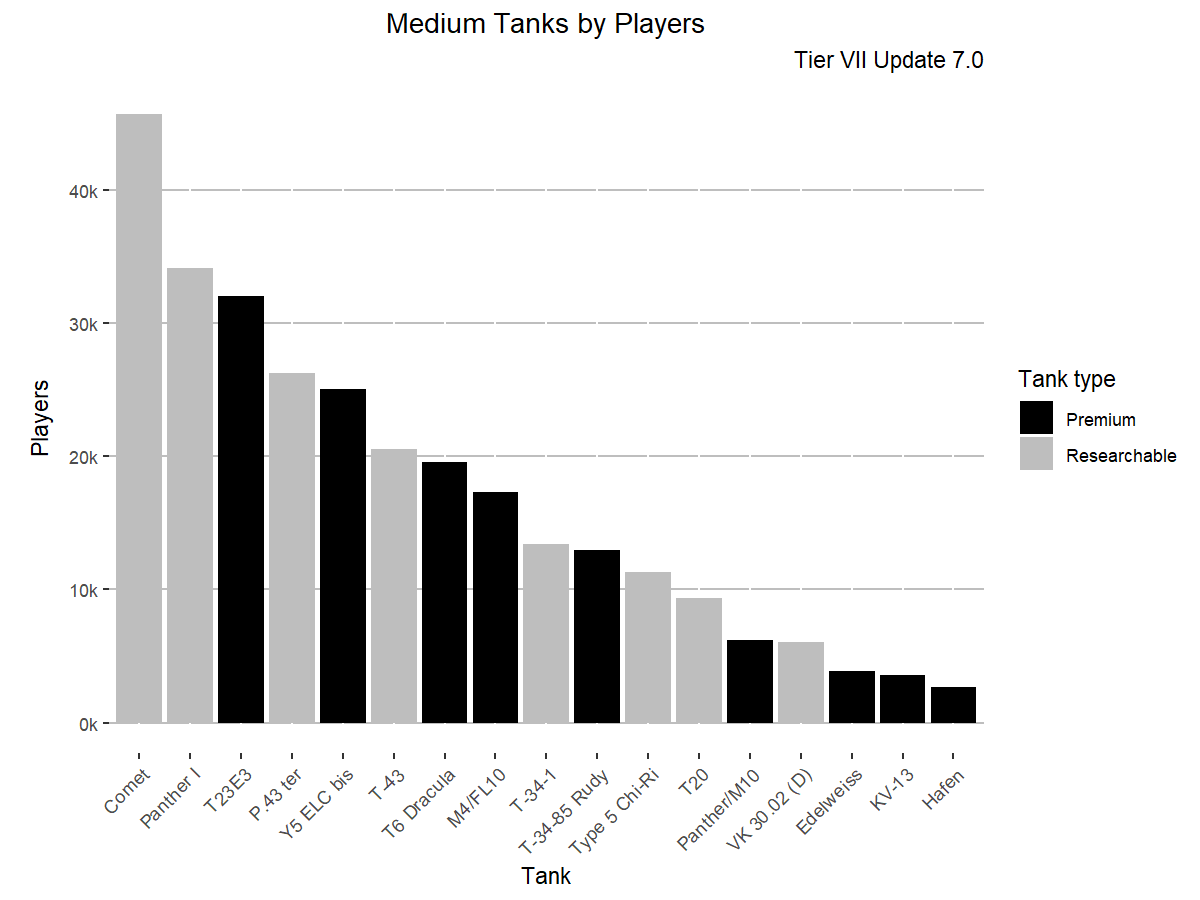 Medium Tanks by Players
Tier VII Update 7.0
Players
40k
30k
20k
10k
0k
Comet
Panther I
T23E3
P.43 ter
Y5 ELC bis
T-43
T6 Dracula
M4/FL10
T-34-1
T-34-85 Rudy
Type 5 Chi-Ri
T20
Panther/M10
VK 30.02 (D)
Edelweiss
KV-13
Hafen
Tank
Tank type
Premium
Researchable